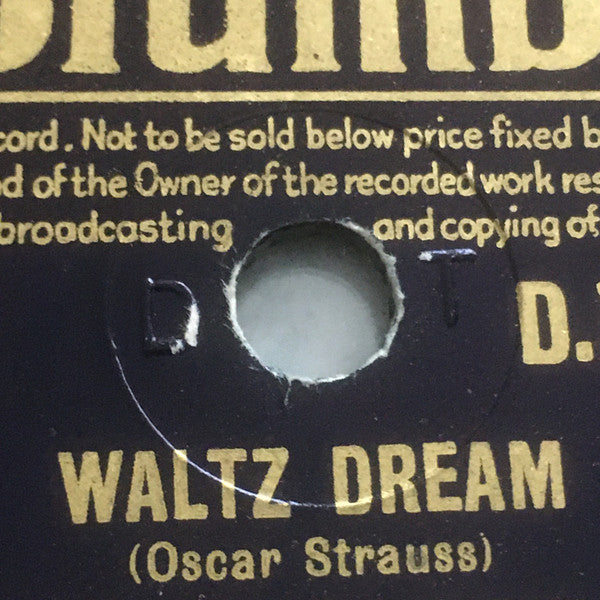 cord. Not to be sold below price fixed b
od of the Owner of the recorded work res
broadcasting and copying of
D T
D.
WALTZ DREAM
(Oscar Strauss)